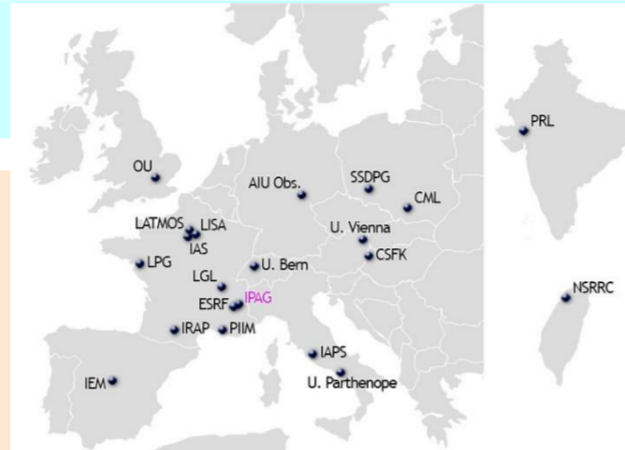 PRL
OU
SSDPG
AIU Obs.
CML
LATMOS
LISA
U. Vienna
IAS
CSFK
LPG
U. Bern
LGL
NSRRC
ESRF
IPAG
IRAP
PIIM
IAPS
IEM
U. Parthenope